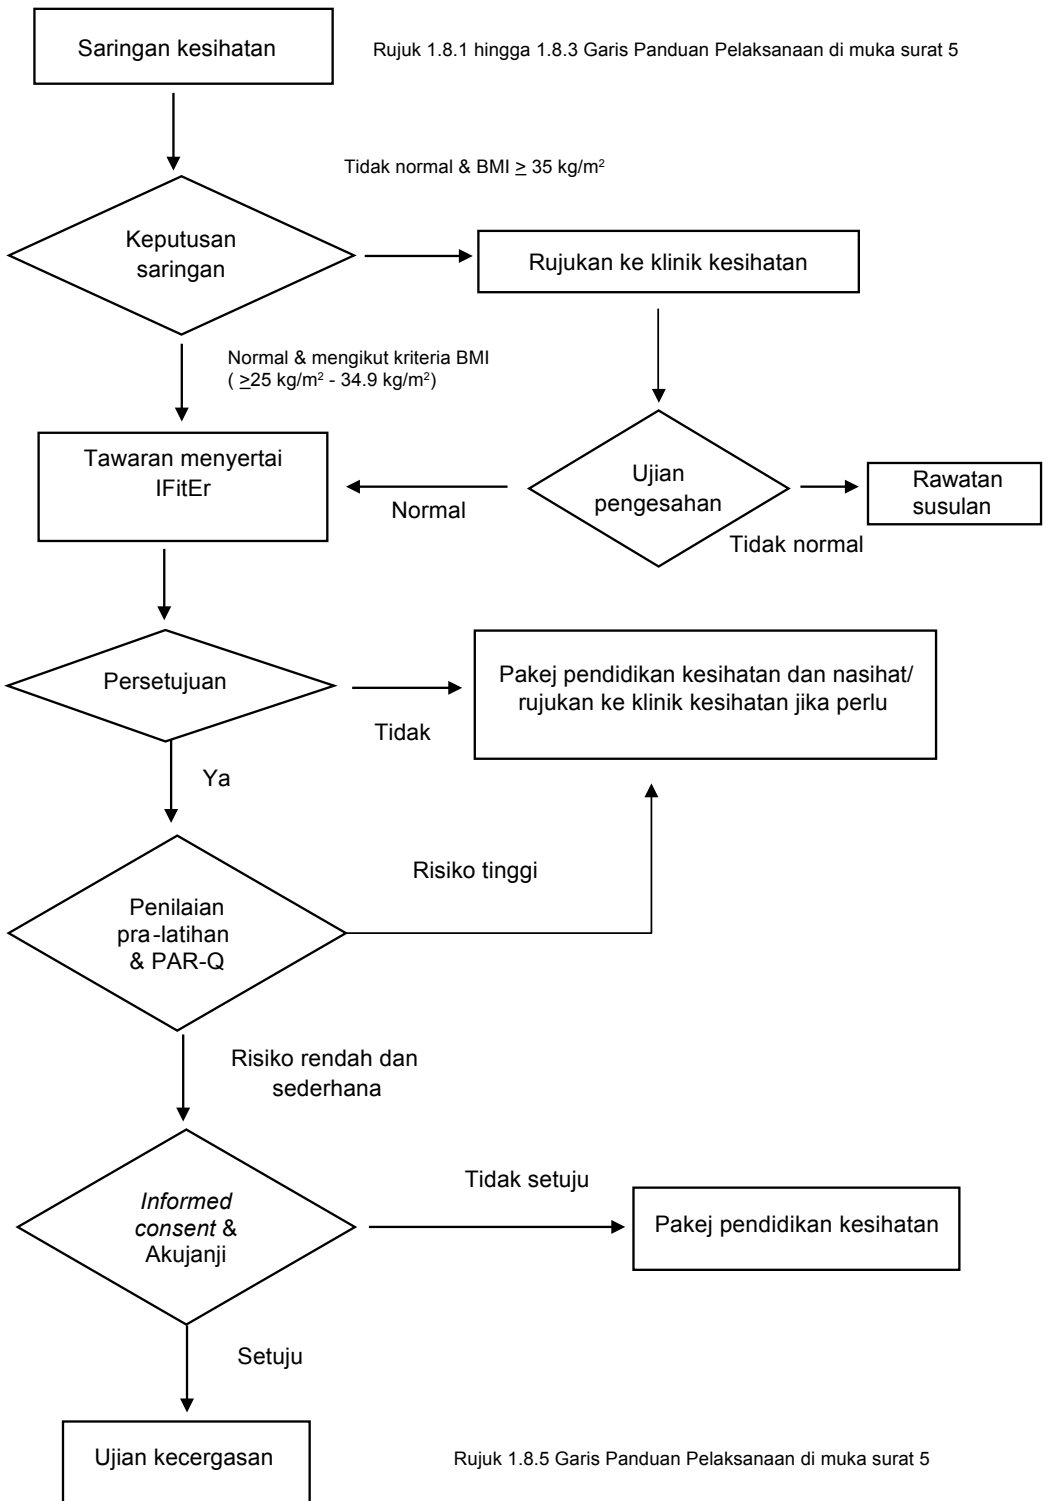 Saringan kesihatan
Rujuk 1.8.1 hingga 1.8.3 Garis Panduan Pelaksanaan di muka surat 5
Tidak normal & BMI ≥ 35 kg/m²
Keputusan
saringan
Rujukan ke klinik kesihatan
Normal & mengikut kriteria BMI
( ≥25 kg/m² - 34.9 kg/m²)
Tawaran menyertai
IFitEr
Normal
Ujian
pengesahan
Tidak normal
Rawatan
susulan
Persetujuan
Tidak
Pakej pendidikan kesihatan dan nasihat/
rujukan ke klinik kesihatan jika perlu
Ya
Penilaian
pra-latihan
& PAR-Q
Risiko tinggi
Risiko rendah dan
sederhana
Informed
consent &
Akujanji
Tidak setuju
Pakej pendidikan kesihatan
Setuju
Ujian kecergasan
Rujuk 1.8.5 Garis Panduan Pelaksanaan di muka surat 5